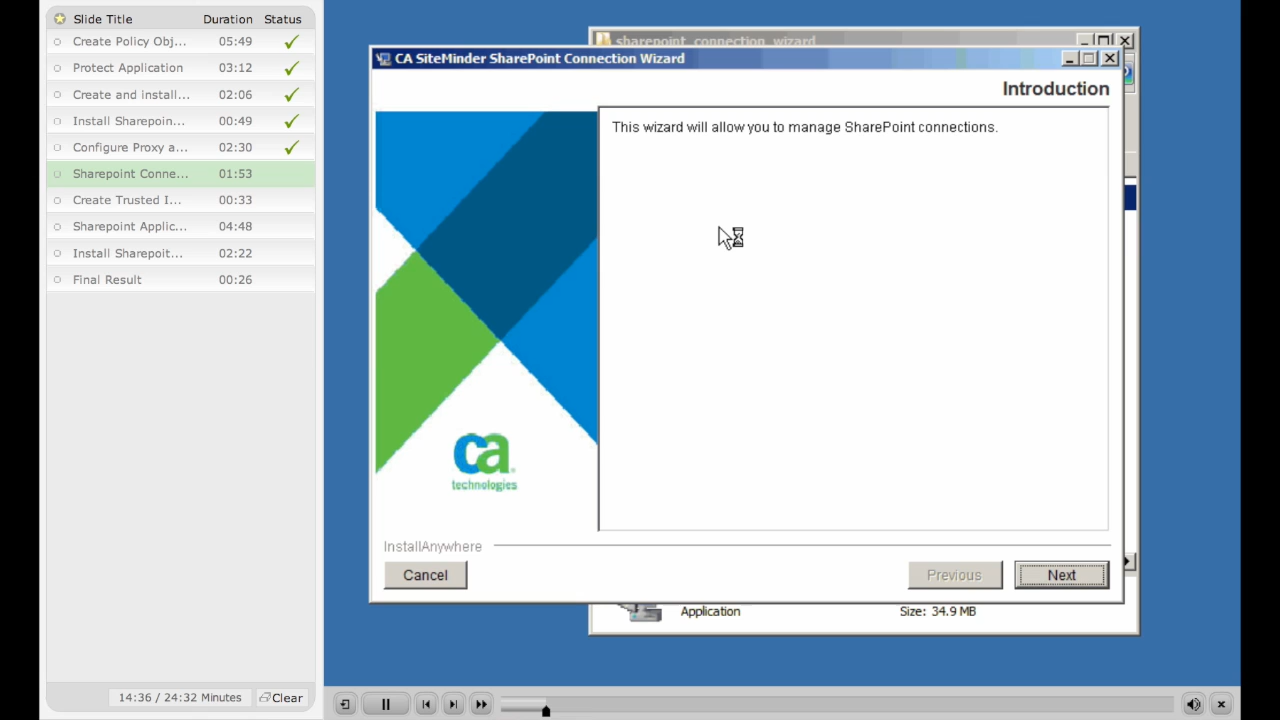 Slide Title Duration Status
Create Policy Obj... 05:49
Protect Application 03:12
Create and install... 02:06
Install Sharepoin... 00:49
Configure Proxy a... 02:30
Sharepoint Conne... 01:53
Create Trusted I... 00:33
Sharepoint Applic... 04:48
Install Sharepoit... 02:22
Final Result 00:26
14:36 / 24:32 Minutes Clear
sharepoint_connection_wizard
CA SiteMinder SharePoint Connection Wizard
Introduction
This wizard will allow you to manage SharePoint connections.
ca
technologies
InstallAnywhere
Cancel Previous Next
Application Size: 34.9 MB